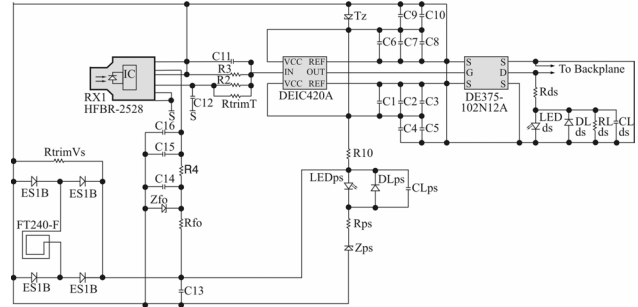 Tz
C9 C10
C6 C7 C8
C11
R3
R2
RtrimT
IC
RX1
HFBR-2528
C12
S
S
VCC REF
IN OUT
VCC REF
DEIC420A
S S
G D
S S
DE375-
102N12A
To Backplane
Rds
LED
ds
DL
ds
RL
ds
CL
ds
C1 C2 C3
C4 C5
C16
C15
R4
C14
Zfo
Rfo
C13
R10
LEDps
DLps
CLps
Rps
Zps
RtrimVs
ES1B ES1B
FT240-F
ES1B ES1B